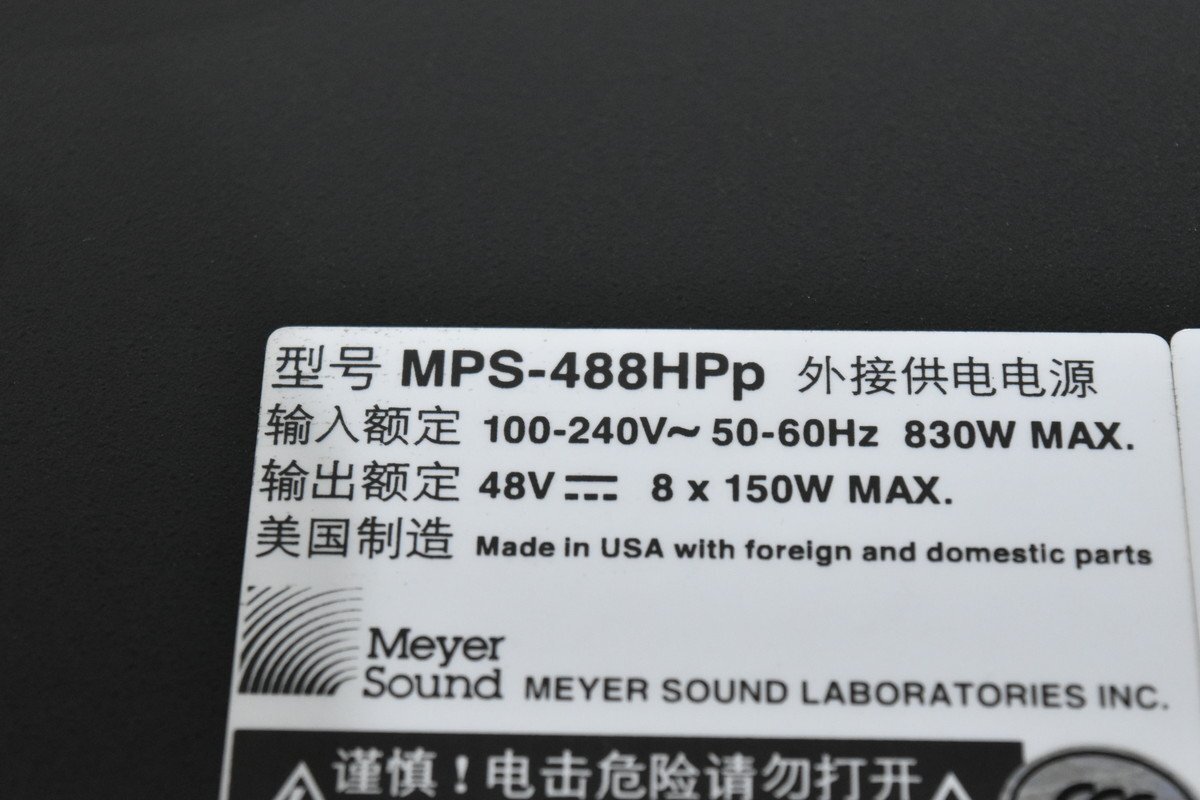 型号 MPS-488HPp 外接供电电源
输入额定 100-240V~ 50-60Hz 830W MAX.
输出额定 48V⎓ 8 x 150W MAX.
美国制造 Made in USA with foreign and domestic parts
Meyer
Sound MEYER SOUND LABORATORIES INC.
谨慎！电击危险请勿打开